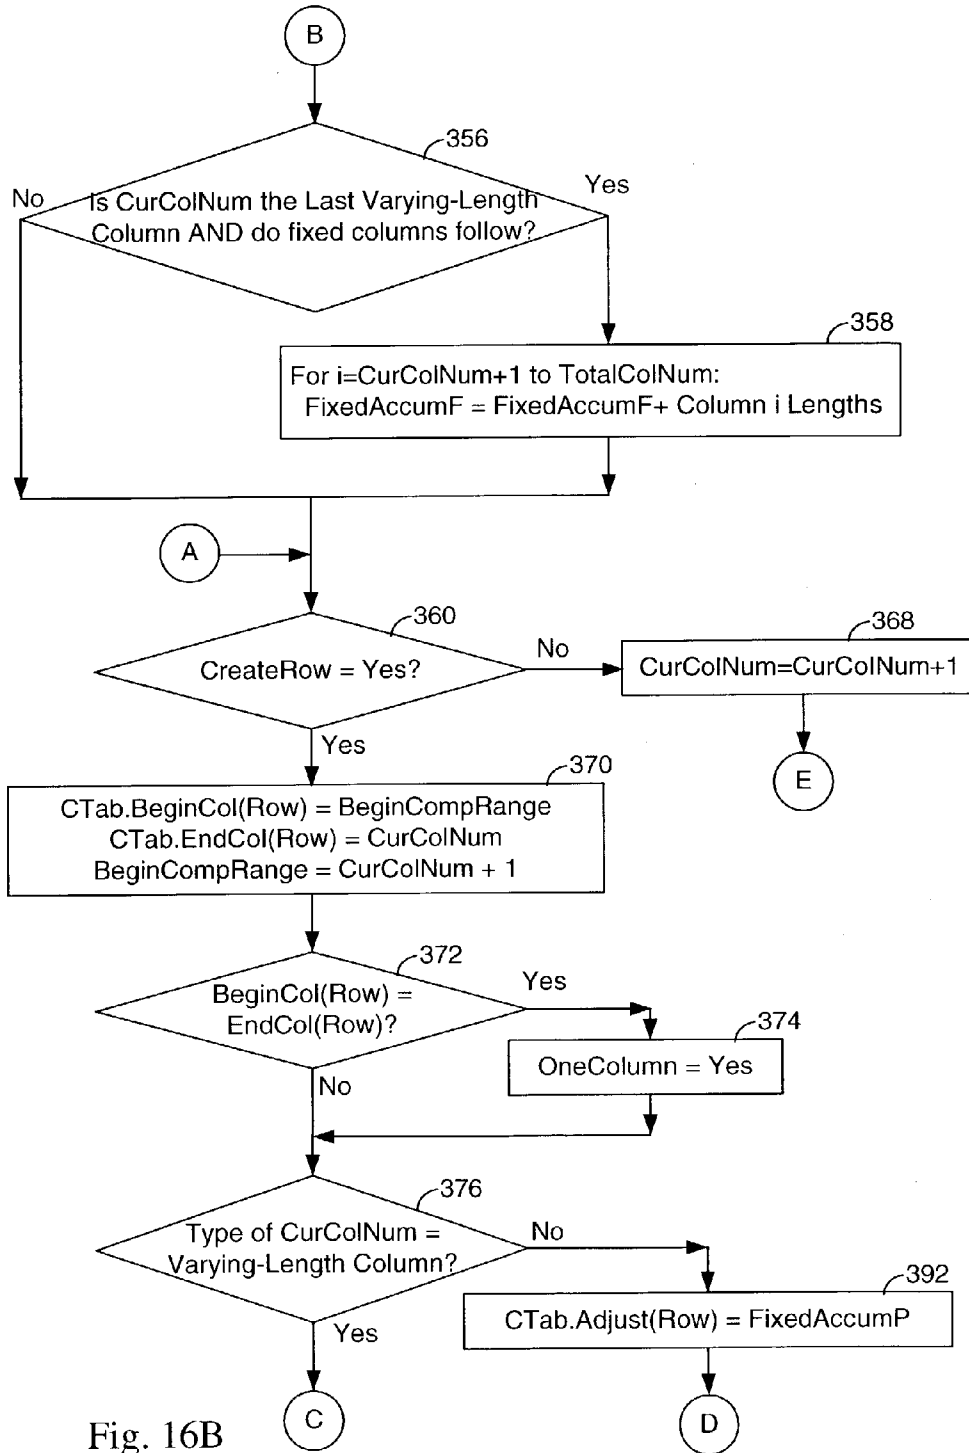 B
356
No
Yes
Is CurColNum the Last Varying-Length
Column AND do fixed columns follow?
358
For i=CurColNum+1 to TotalColNum:
FixedAccumF = FixedAccumF+ Column i Lengths
A
360
CreateRow = Yes?
No
368
CurColNum=CurColNum+1
Yes
E
370
CTab.BeginCol(Row) = BeginCompRange
CTab.EndCol(Row) = CurColNum
BeginCompRange = CurColNum + 1
372
BeginCol(Row) =
EndCol(Row)?
Yes
374
OneColumn = Yes
No
376
Type of CurColNum =
Varying-Length Column?
No
392
CTab.Adjust(Row) = FixedAccumP
Yes
C
D
Fig. 16B